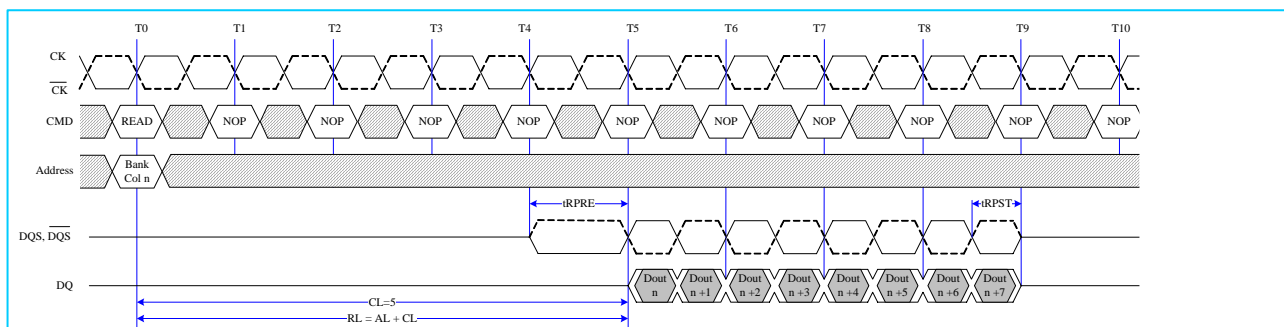 T0 T1 T2 T3 T4 T5 T6 T7 T8 T9 T10
CK
CK
CMD READ NOP NOP NOP NOP NOP NOP NOP NOP NOP NOP
Address Bank
Col n
tRPRE tRPST
DQS, DQS
DQ Dout Dout Dout Dout Dout Dout Dout Dout
n n +1 n +2 n +3 n +4 n +5 n +6 n +7
CL=5
RL = AL + CL